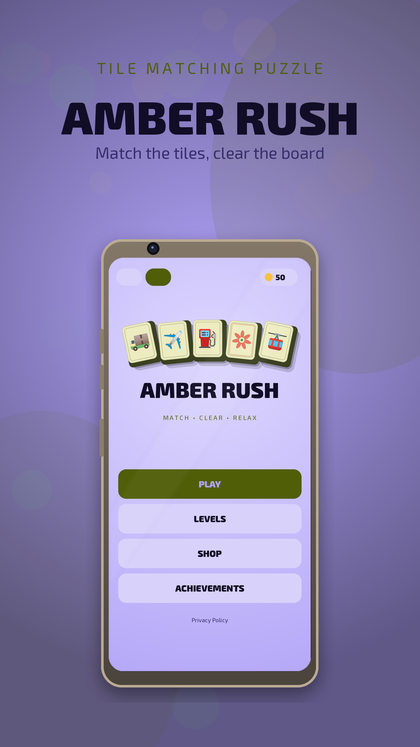 TILE MATCHING PUZZLE
AMBER RUSH
Match the tiles, clear the board
50
AMBER RUSH
MATCH • CLEAR • RELAX
PLAY
LEVELS
SHOP
ACHIEVEMENTS
Privacy Policy